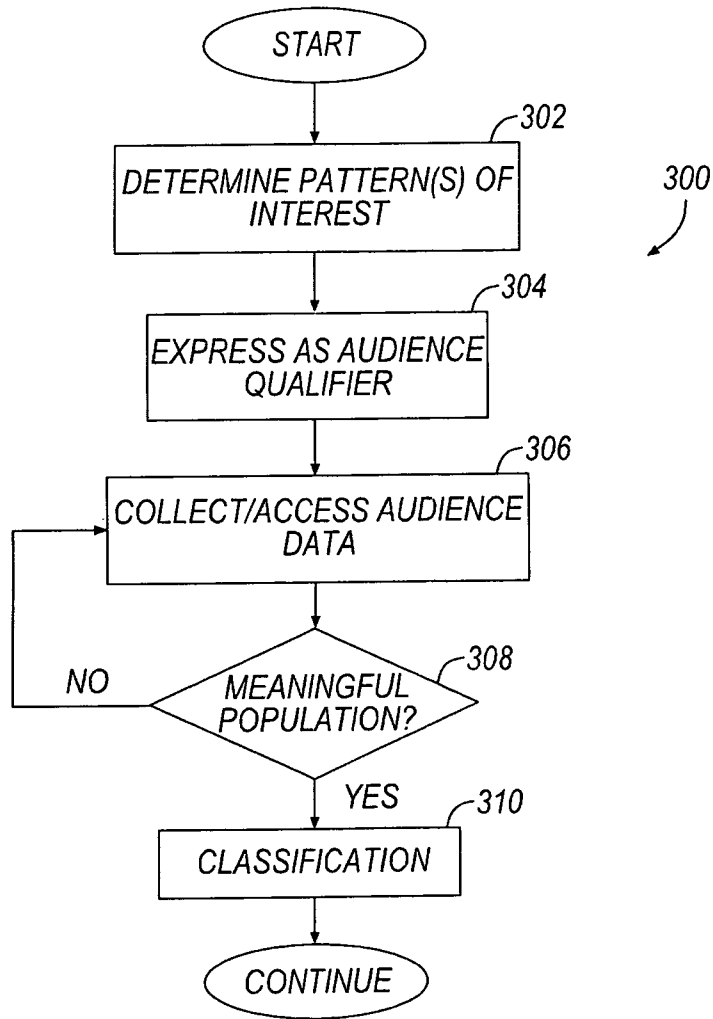 START
302
DETERMINE PATTERN(S) OF
INTEREST
300
304
EXPRESS AS AUDIENCE
QUALIFIER
306
COLLECT/ACCESS AUDIENCE
DATA
308
NO
MEANINGFUL
POPULATION?
YES
310
CLASSIFICATION
CONTINUE